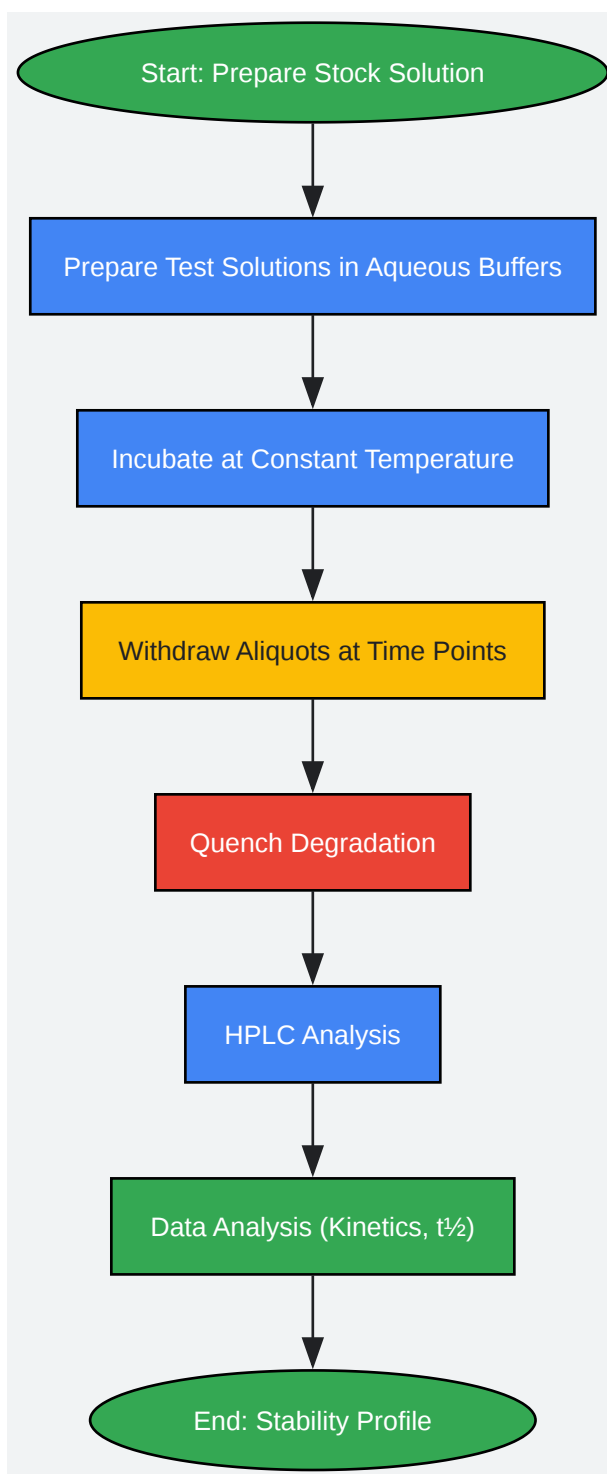 Start: Prepare Stock Solution
Prepare Test Solutions in Aqueous Buffers
Incubate at Constant Temperature
Withdraw Aliquots at Time Points
Quench Degradation
HPLC Analysis
Data Analysis (Kinetics, t½)
End: Stability Profile